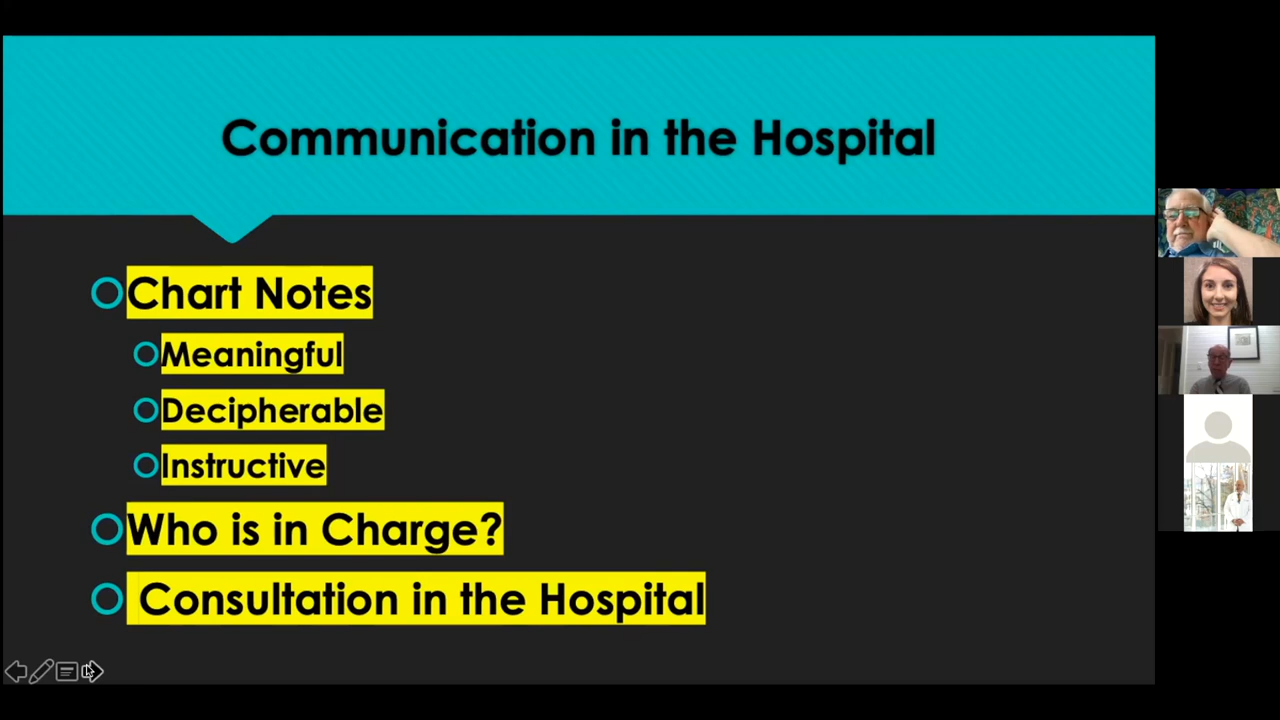 Communication in the Hospital
Chart Notes
Meaningful
Decipherable
Instructive
Who is in Charge?
Consultation in the Hospital